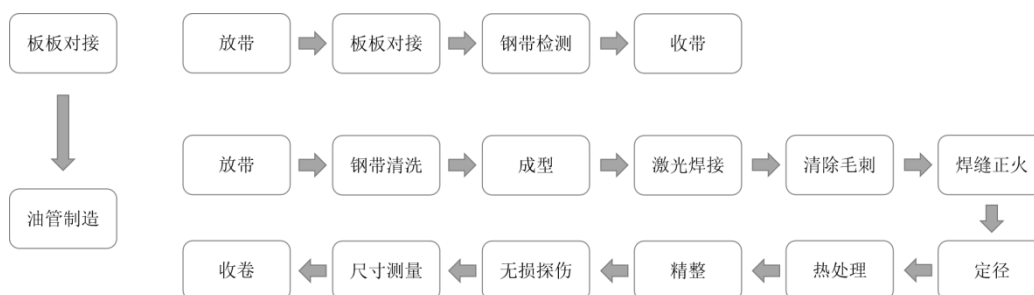 板板对接
放带
板板对接
钢带检测
收带
油管制造
放带
钢带清洗
成型
激光焊接
清除毛刺
焊缝正火
定径
热处理
精整
无损探伤
尺寸测量
收卷